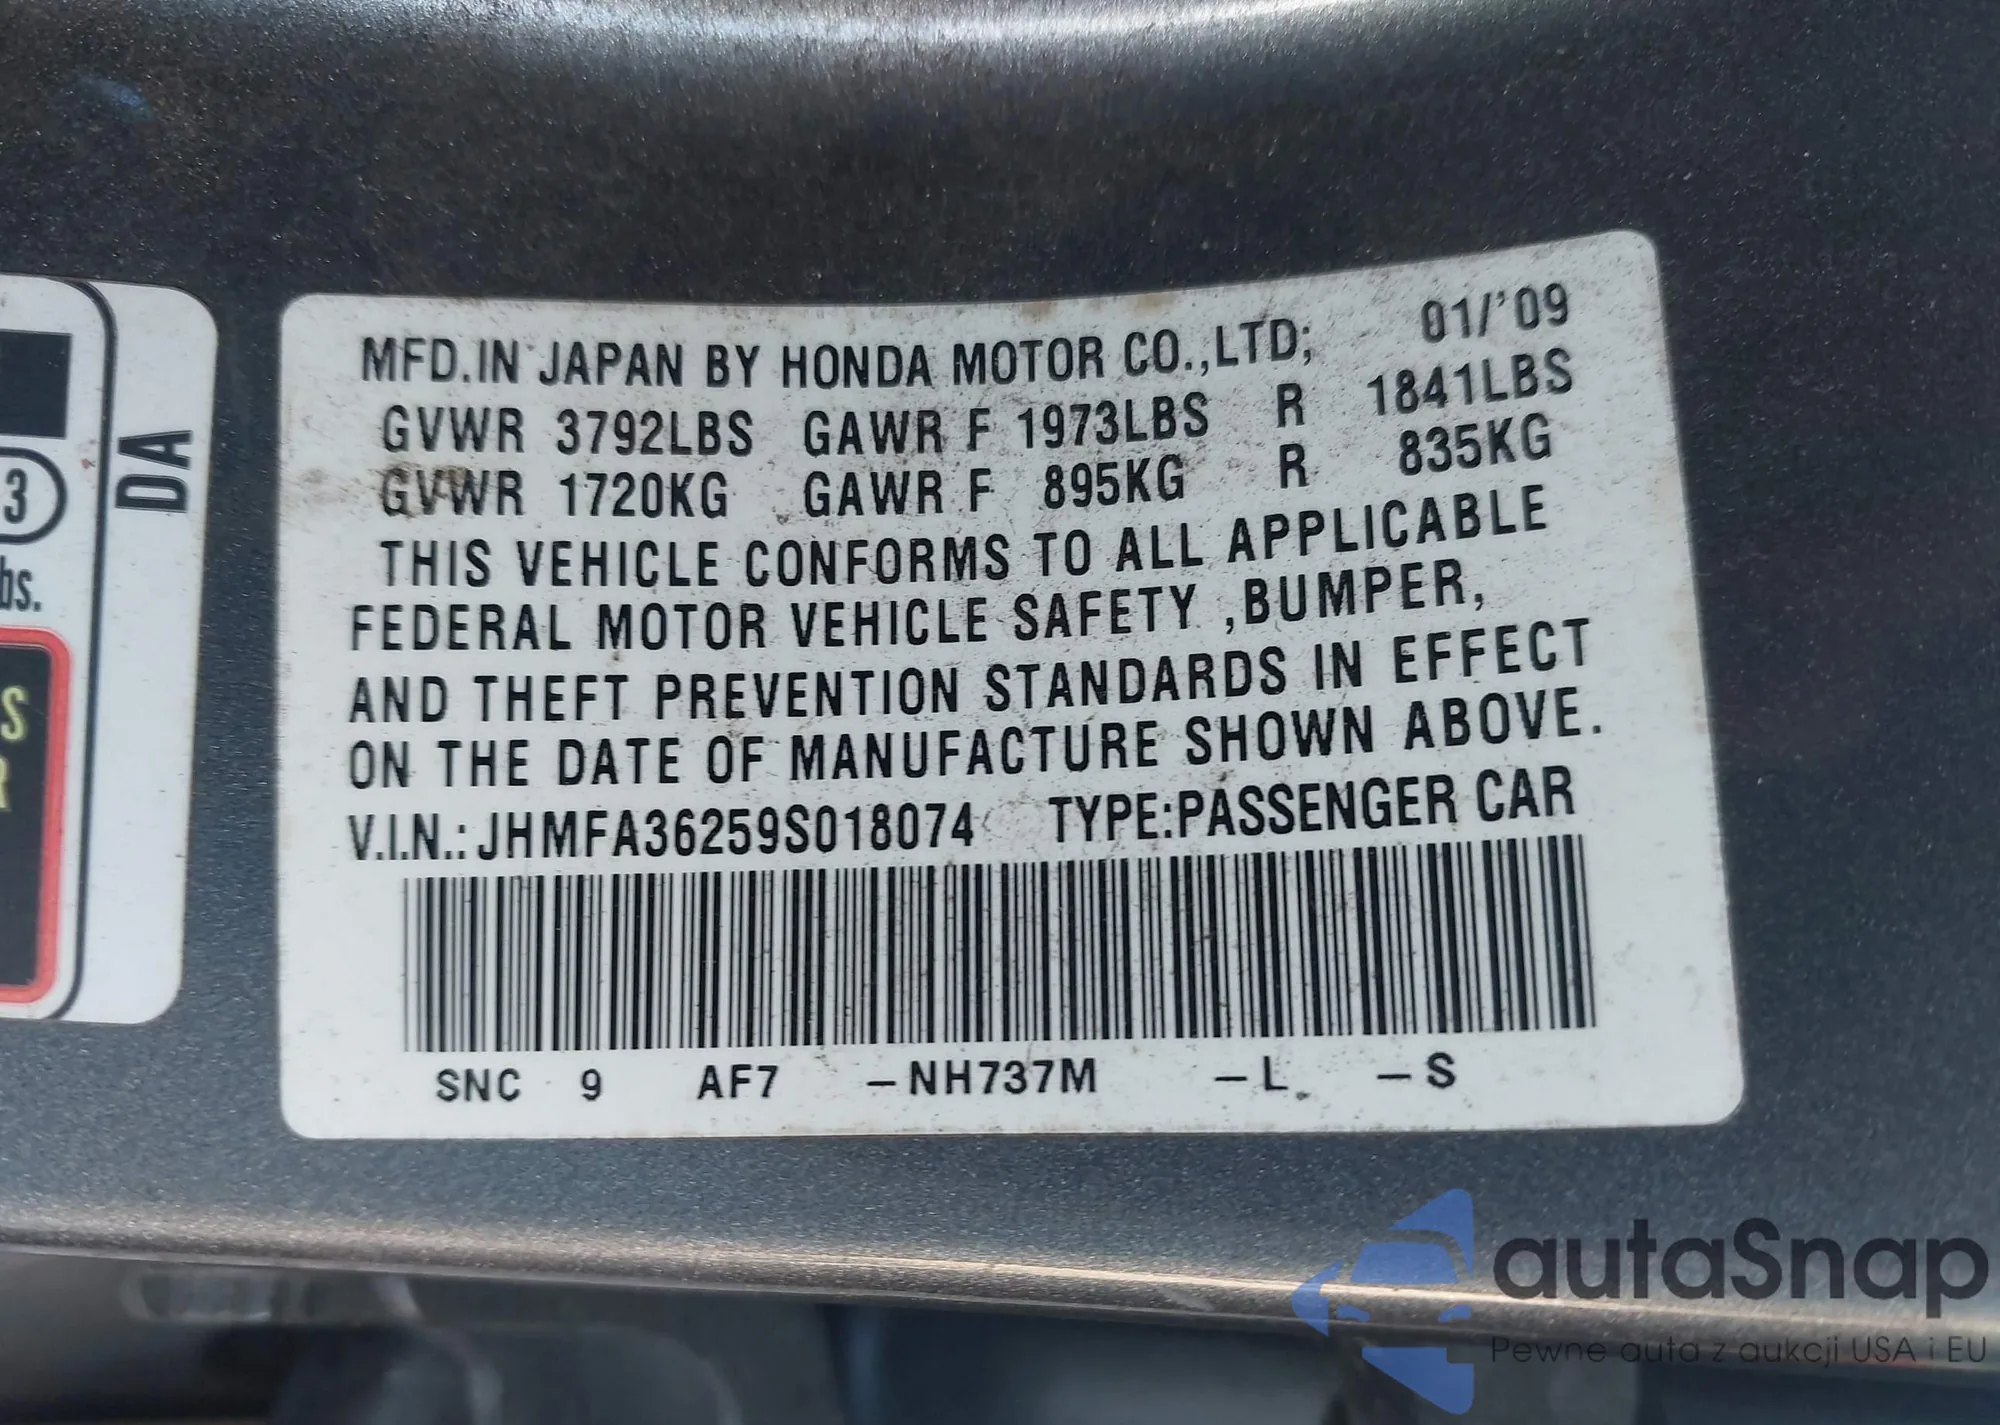 MFD.IN JAPAN BY HONDA MOTOR CO.,LTD; 01/'09
GVWR 3792LBS GAWR F 1973LBS R 1841LBS
GVWR 1720KG GAWR F 895KG R 835KG
THIS VEHICLE CONFORMS TO ALL APPLICABLE
FEDERAL MOTOR VEHICLE SAFETY ,BUMPER,
AND THEFT PREVENTION STANDARDS IN EFFECT
ON THE DATE OF MANUFACTURE SHOWN ABOVE.
V.I.N.: JHMFA36259S018074 TYPE:PASSENGER CAR
SNC 9 AF7 –NH737M –L –S
DA
3
bs.
S
R
autaSnap
Pewne auta z aukcji USA i EU